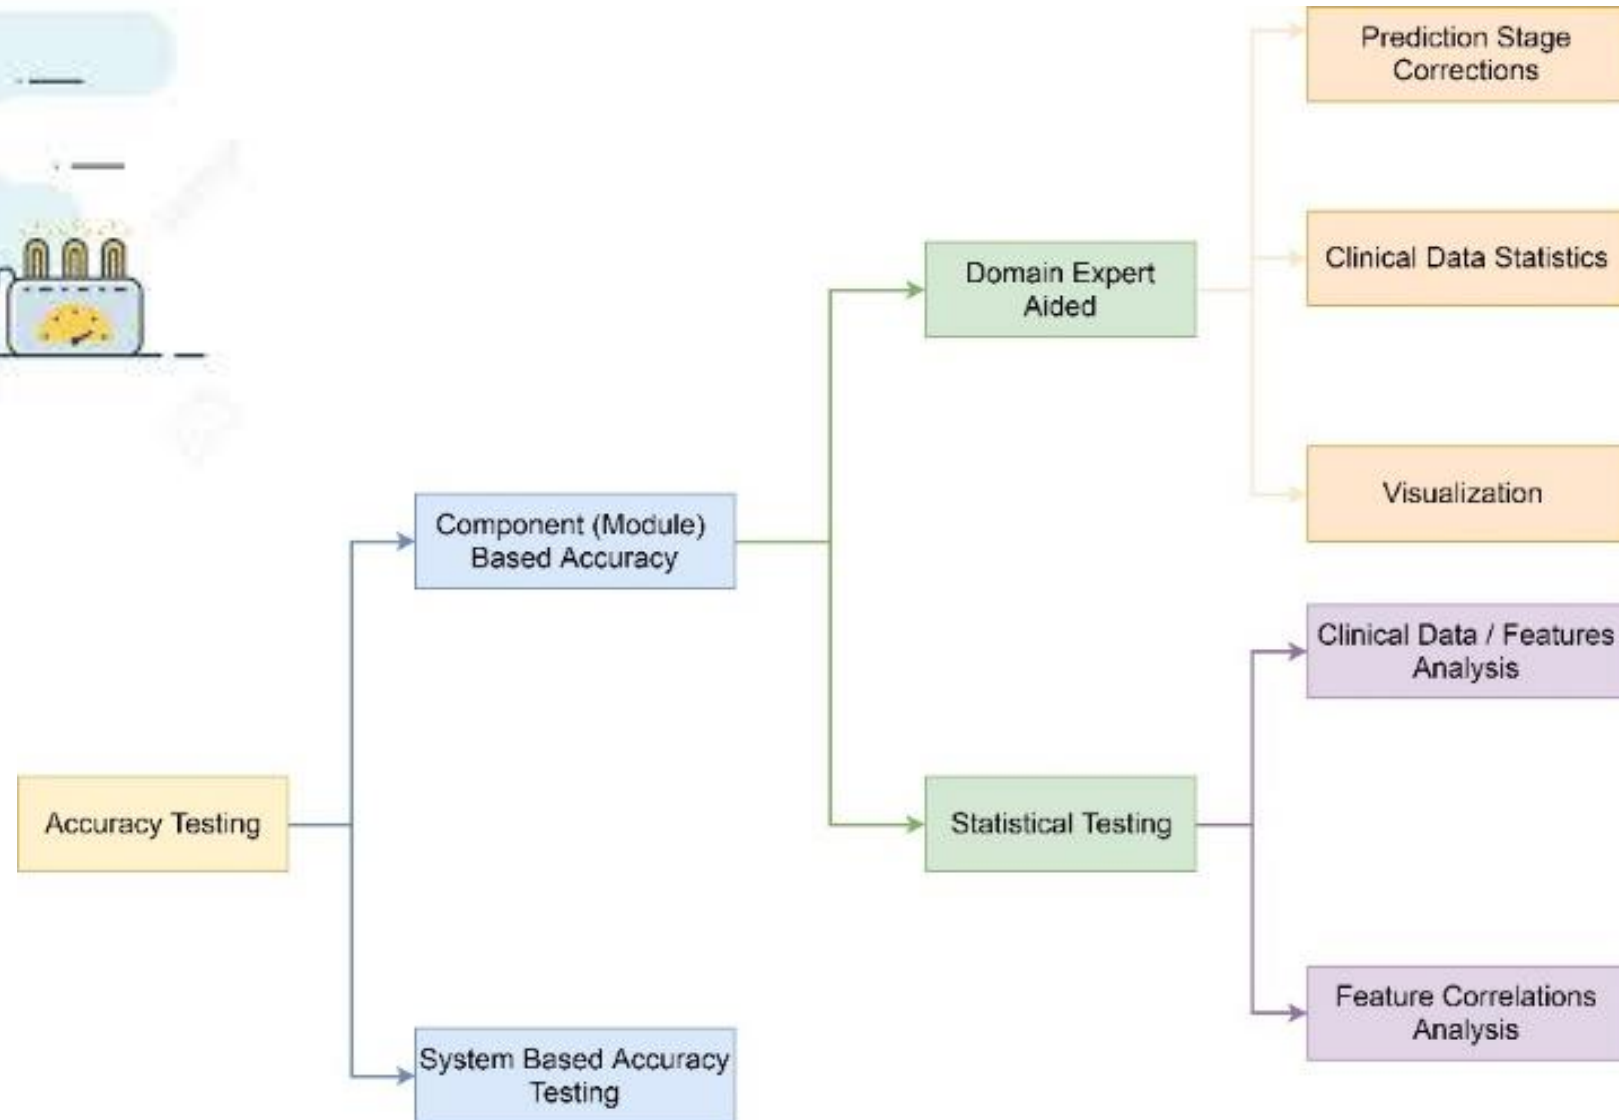 Prediction Stage
Corrections
Clinical Data Statistics
Domain Expert
Aided
Visualization
Component (Module)
Based Accuracy
Clinical Data / Features
Analysis
Accuracy Testing
Statistical Testing
Feature Correlations
Analysis
System Based Accuracy
Testing